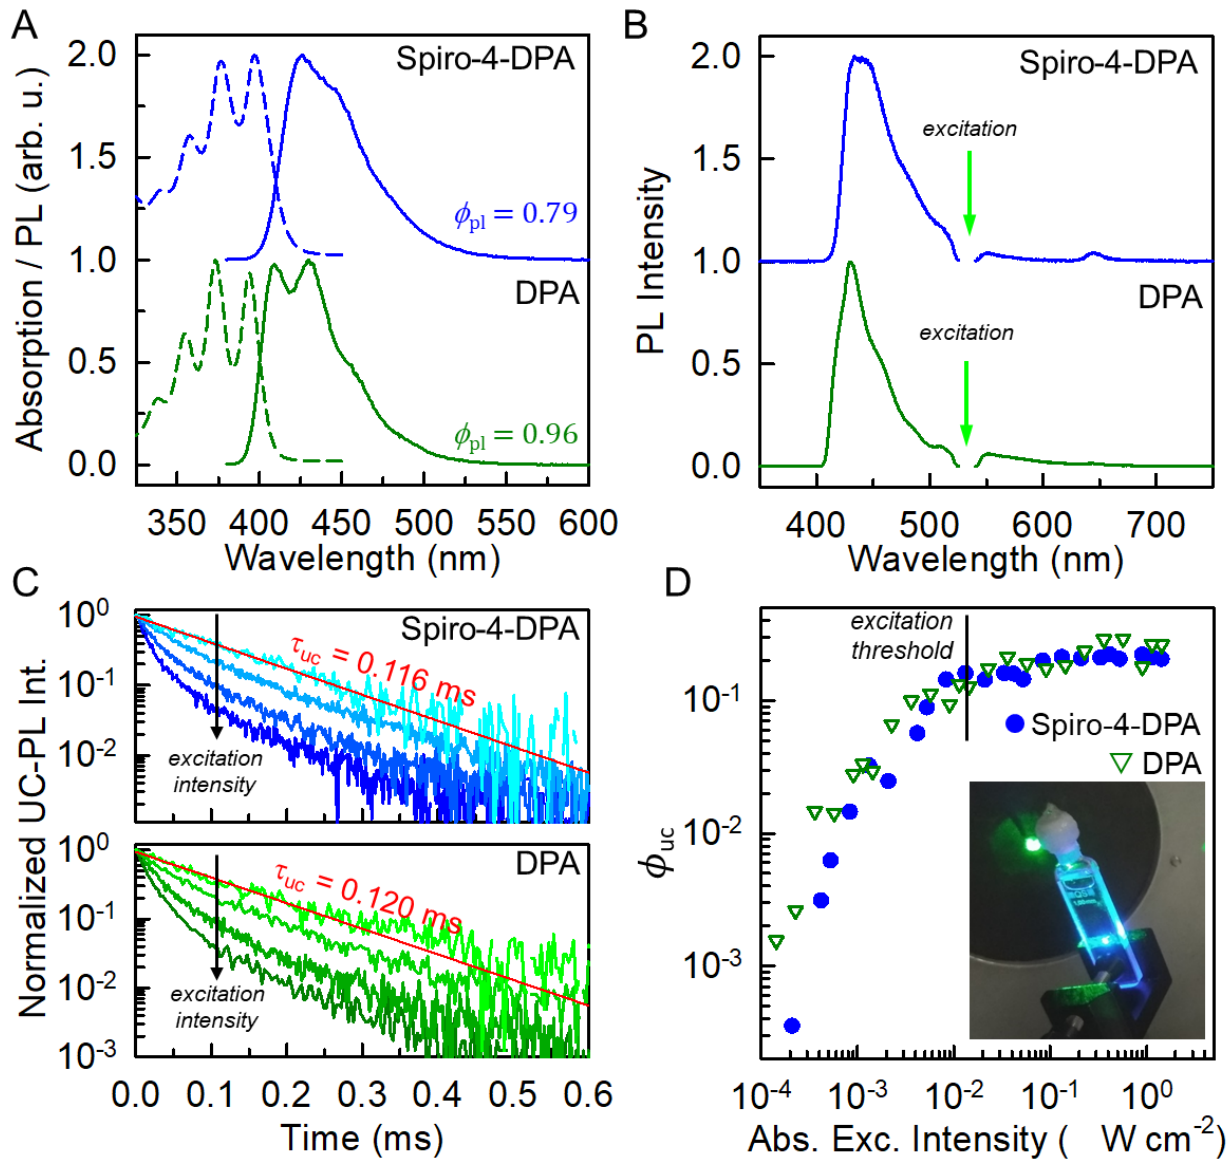 A
Absorption / PL (arb. u.)
2.0
1.5
1.0
0.5
0.0
Spiro-4-DPA
ϕpl = 0.79
DPA
ϕpl = 0.96
350 400 450 500 550 600
Wavelength (nm)
B
PL Intensity
2.0
1.5
1.0
0.5
0.0
Spiro-4-DPA
excitation
DPA
excitation
400 500 600 700
Wavelength (nm)
C
Normalized UC-PL Int.
10⁰
10⁻¹
10⁻²
Spiro-4-DPA
τuc = 0.116 ms
excitation
intensity
10⁰
10⁻¹
10⁻²
10⁻³
DPA
τuc = 0.120 ms
excitation
intensity
0.0 0.1 0.2 0.3 0.4 0.5 0.6
Time (ms)
D
ϕuc
10⁻¹
10⁻²
10⁻³
excitation
threshold
Spiro-4-DPA
DPA
10⁻⁴ 10⁻³ 10⁻² 10⁻¹ 10⁰
Abs. Exc. Intensity ( W cm⁻²)